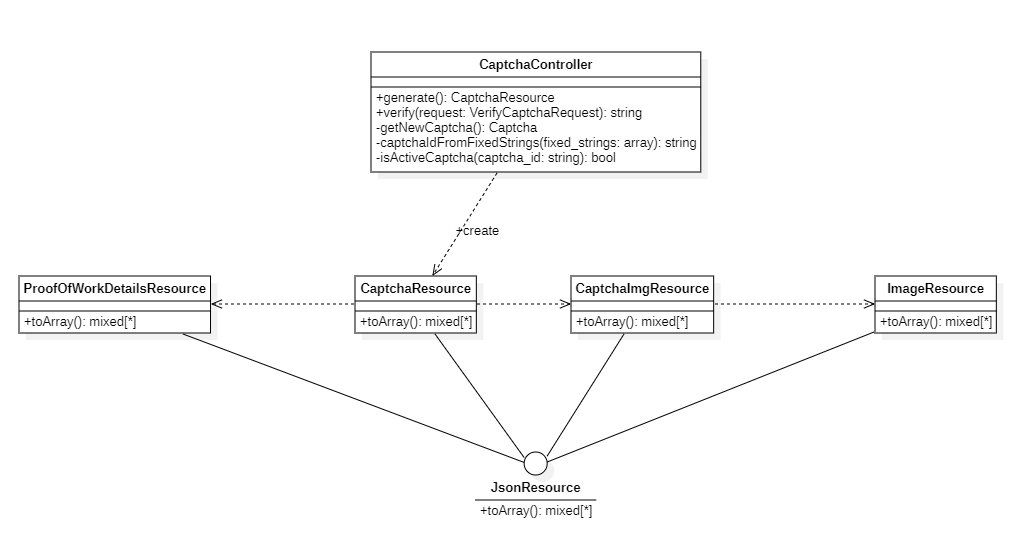 CaptchaController
+generate(): CaptchaResource
+verify(request: VerifyCaptchaRequest): string
-getNewCaptcha(): Captcha
-captchaIdFromFixedStrings(fixed_strings: array): string
-isActiveCaptcha(captcha_id: string): bool
+create
ProofOfWorkDetailsResource
+toArray(): mixed[*]
CaptchaResource
+toArray(): mixed[*]
CaptchaImgResource
+toArray(): mixed[*]
ImageResource
+toArray(): mixed[*]
JsonResource
+toArray(): mixed[*]